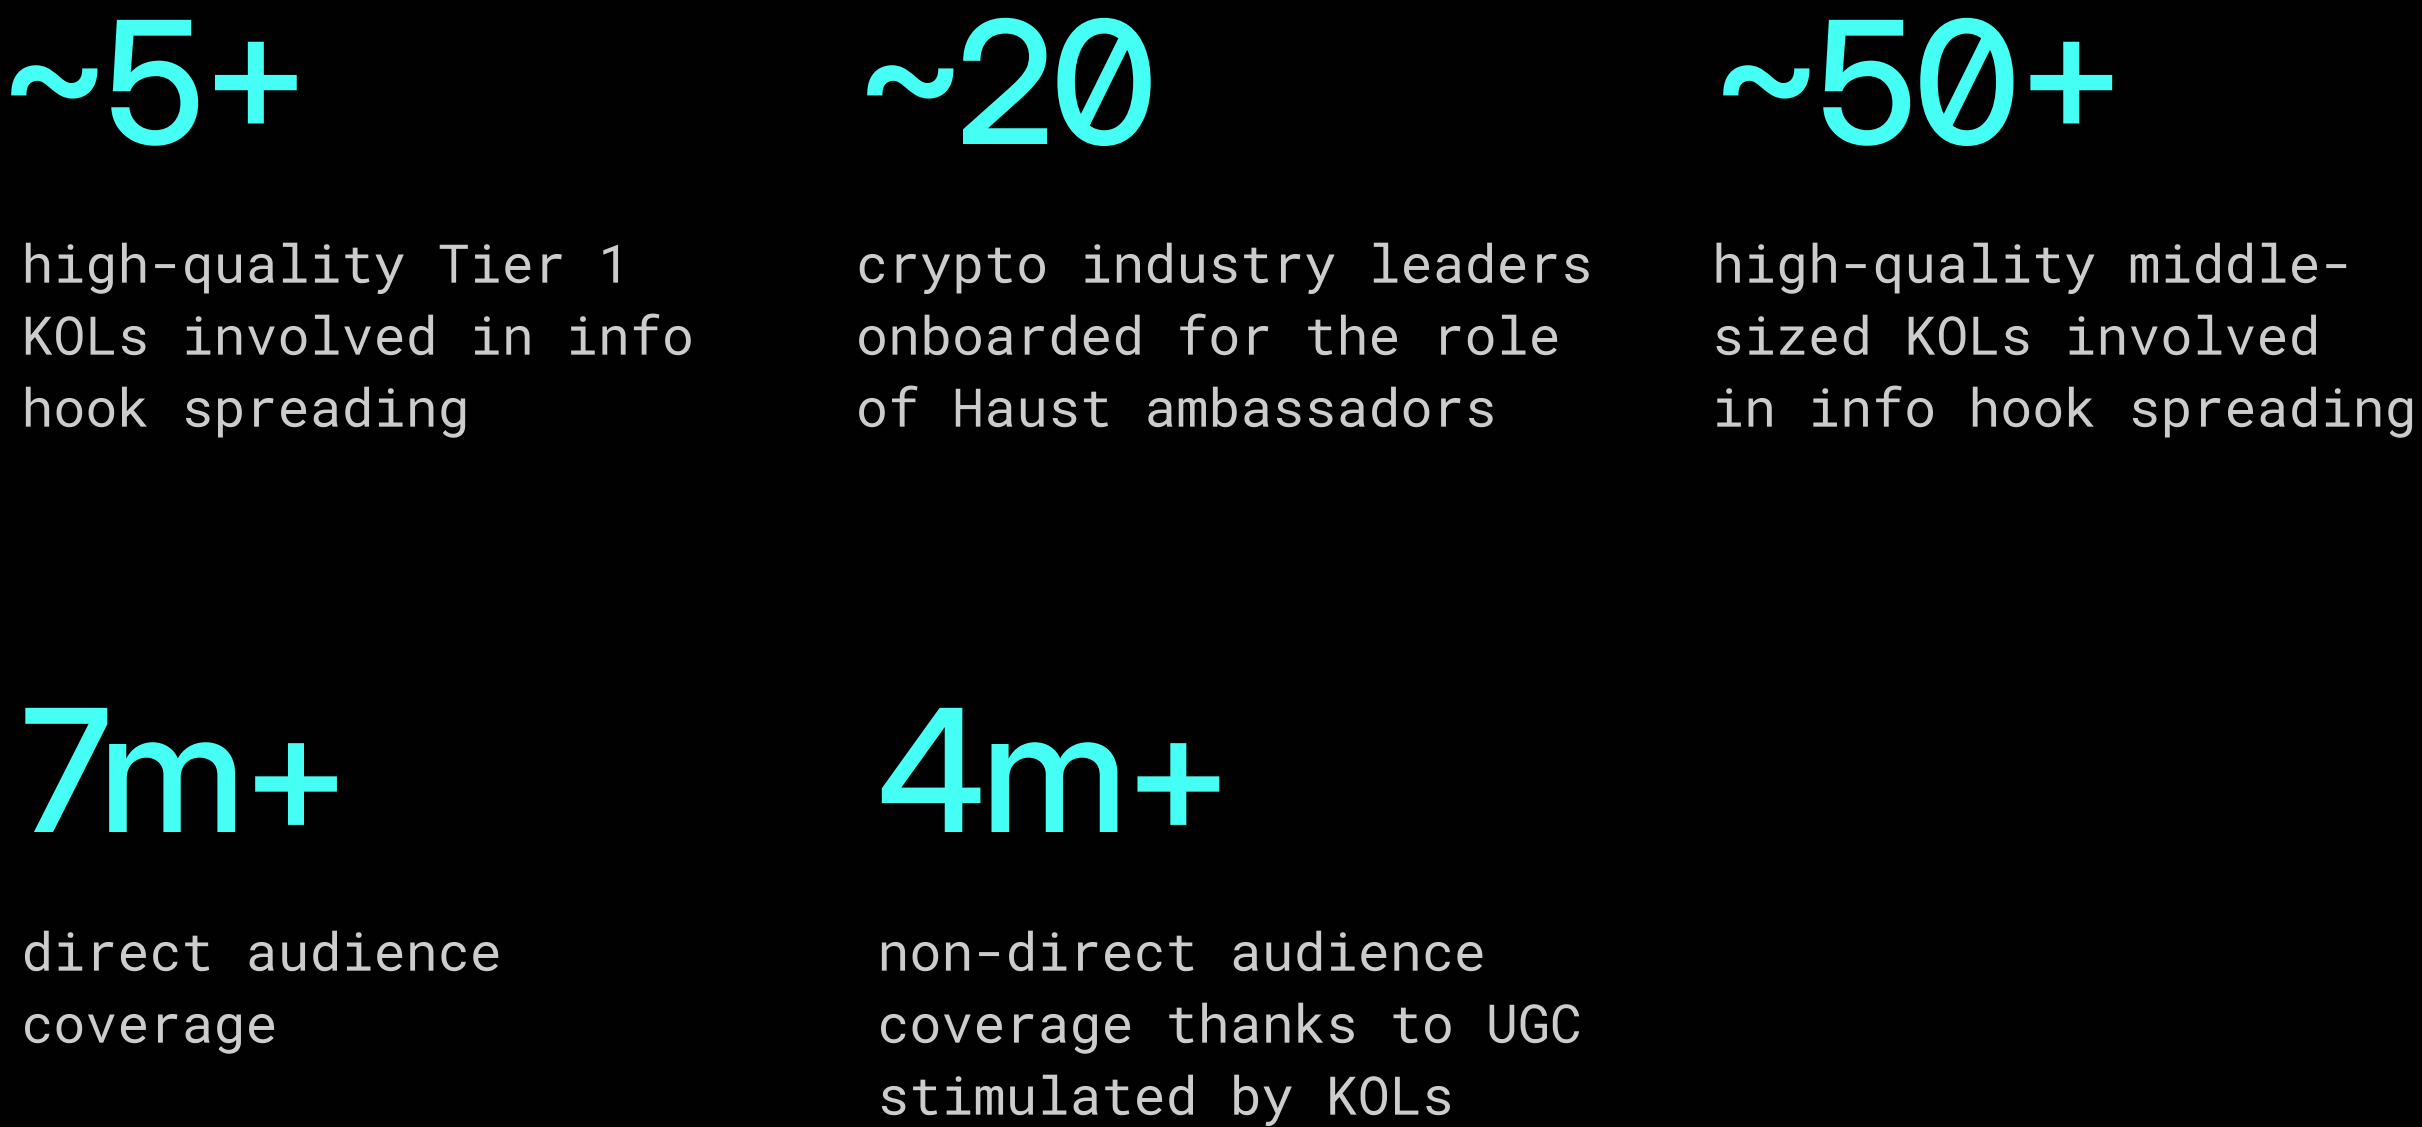 ~5+
high-quality Tier 1
KOLs involved in info
hook spreading
~20
crypto industry leaders
onboarded for the role
of Haust ambassadors
~50+
high-quality middle-
sized KOLs involved
in info hook spreading
7m+
direct audience
coverage
4m+
non-direct audience
coverage thanks to UGC
stimulated by KOLs